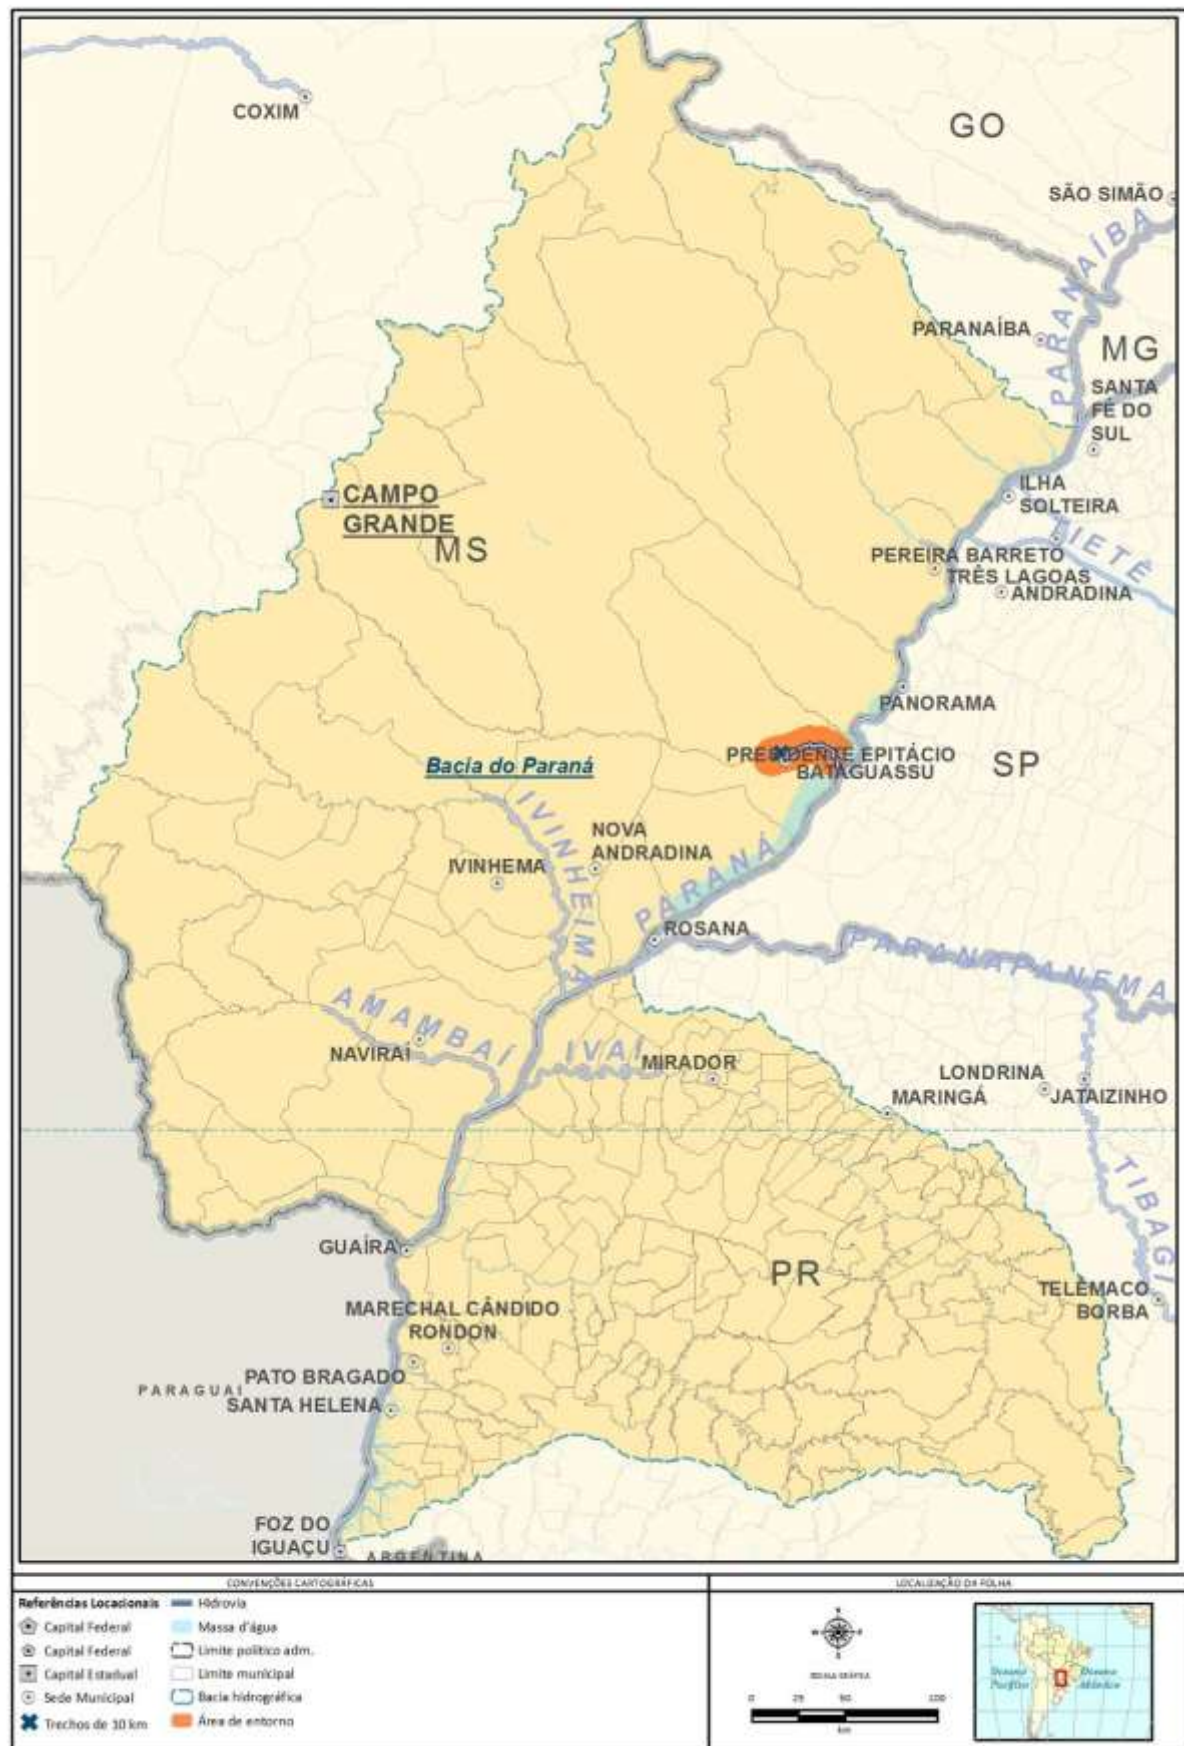 COXIM
GO
SÃO SIMÃO
PARANAÍBA
PARANAÍBA
MG
SANTA
FÉ DO
SUL
CAMPO
GRANDE
MS
ILHA
SOLTEIRA
TIETÊ
PEREIRA BARRETO
TRÊS LAGOAS
ANDRADINA
PANORAMA
PRESIDENTE EPITÁCIO
BATAGUASSU
SP
Bacia do Paraná
IVINHEIMA
NOVA
ANDRADINA
IVINHEMA
PARANÁ
ROSANA
PARANAPANEMA
AMAMBAÍ
NAVIRAÍ
IVAÍ
MIRADOR
LONDRINA
JATAIZINHO
MARINGÁ
TIBAGI
GUAÍRA
PR
TELÊMACO
BORBA
MARECHAL CÂNDIDO
RONDON
PATO BRAGADO
PARAGUAI
SANTA HELENA
FOZ DO
IGUAÇU
ARGENTINA
CONVENÇÕES CARTOGRÁFICAS
Referências Locacionais
Capital Federal
Capital Federal
Capital Estadual
Sede Municipal
Trechos de 10 km
Hidrovia
Massa d'água
Limite político adm.
Limite municipal
Bacia hidrográfica
Área de entorno
LOCALIZAÇÃO DA FOLHA
N
W E
S
ESCALA GRÁFICA
0 25 50 100
km
Oceano
Pacífico
Oceano
Atlântico